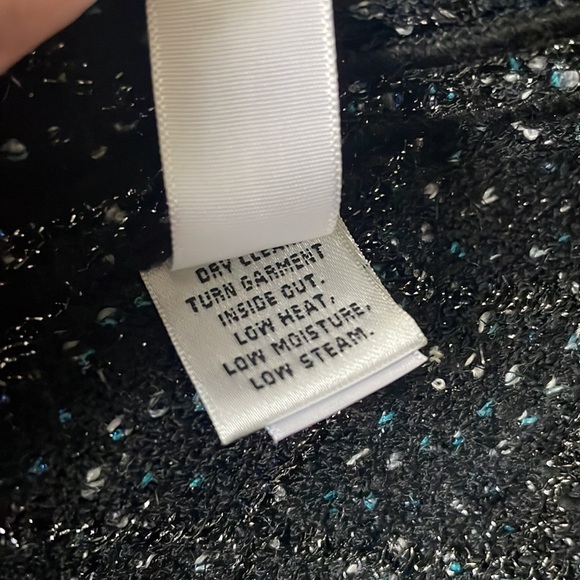 DRY CLEAN
TURN GARMENT
INSIDE OUT.
LOW HEAT,
LOW MOISTURE,
LOW STEAM.